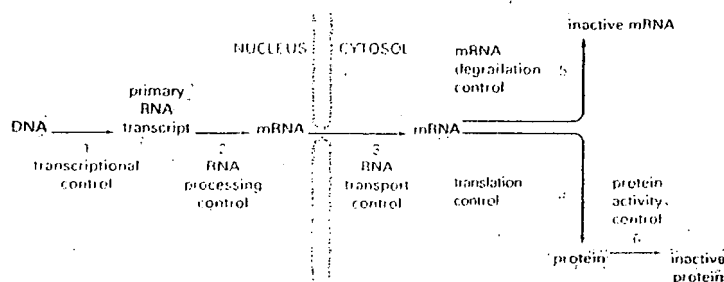 inactive mRNA
NUCLEUS CYTOSOL
mRNA
degradation 5
control
primary
RNA
DNA transcript mRNA mRNA
1 2 3
transcriptional RNA RNA translation 4 protein
control processing transport control activity
control control control
6
protein inactive
protein